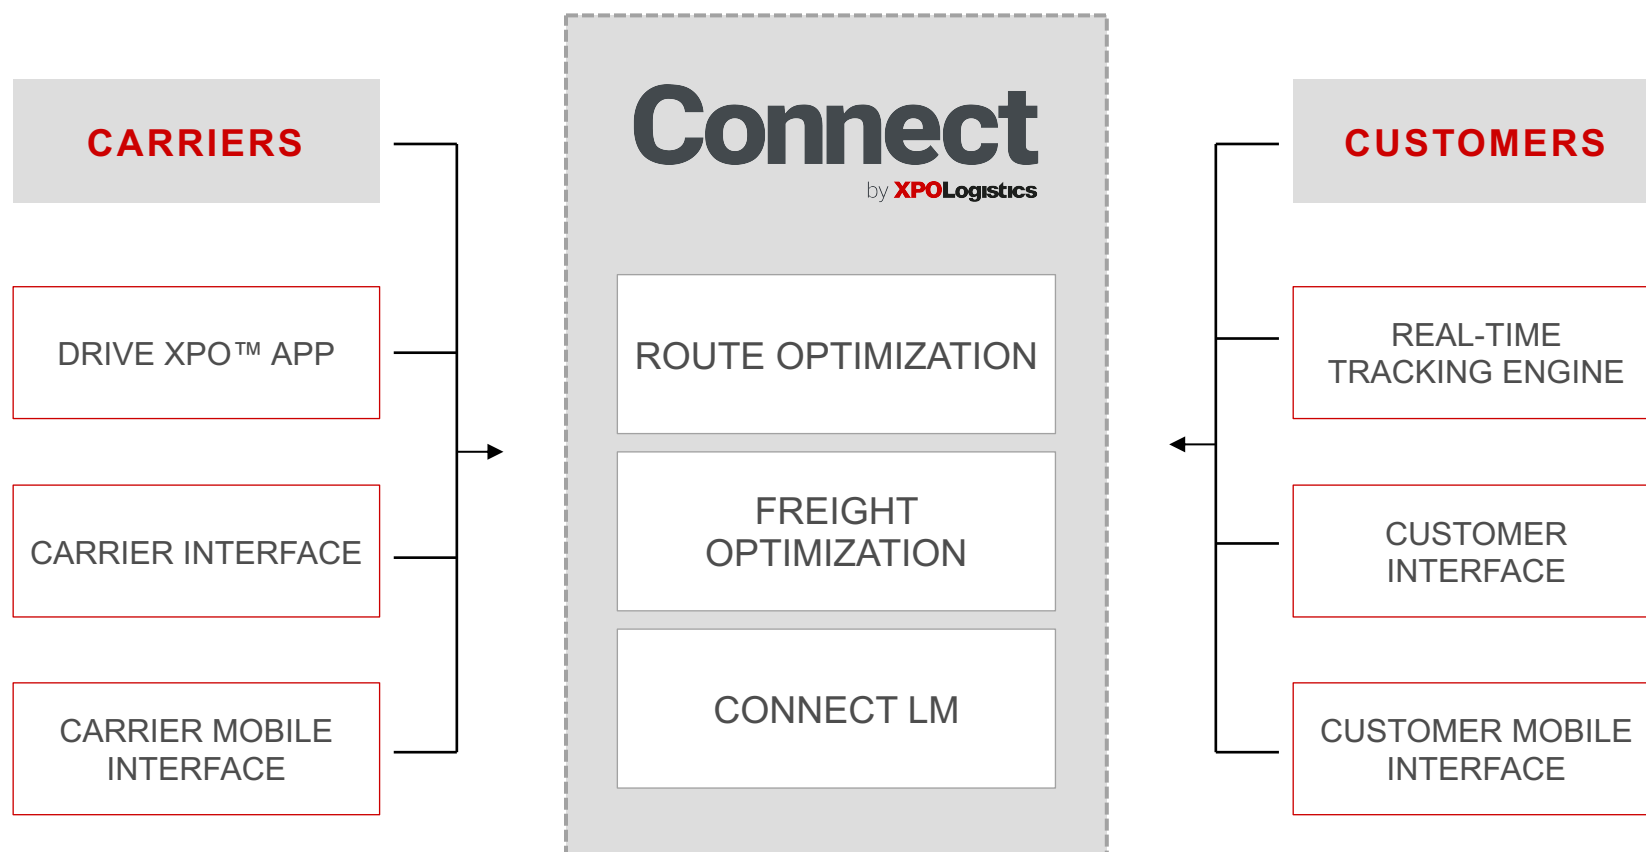 CARRIERS
DRIVE XPO™ APP
CARRIER INTERFACE
CARRIER MOBILE
INTERFACE
Connect
by XPOLogistics
ROUTE OPTIMIZATION
FREIGHT
OPTIMIZATION
CONNECT LM
CUSTOMERS
REAL-TIME
TRACKING ENGINE
CUSTOMER
INTERFACE
CUSTOMER MOBILE
INTERFACE